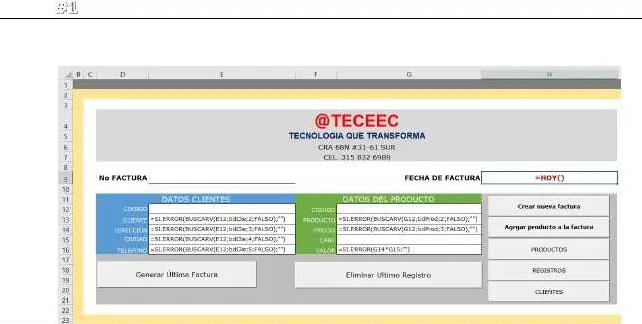 31
B C D E F G H
1
2
3
4 @TECEEC
5 TECNOLOGIA QUE TRANSFORMA
6 CRA 68N #31-61 SUR
7 CEL. 315 832 6989
8
9 No FACTURA FECHA DE FACTURA =HOY()
10
11 DATOS CLIENTES DATOS DEL PRODUCTO
12 CODIGO CODIGO Crear nueva factura
13 CLIENTE =SI.ERROR(BUSCARV(E12;bdClie;2;FALSO);"") PRODUCTO =SI.ERROR(BUSCARV(G12;bdProd;2;FALSO);"")
14 DIRECCIÓN =SI.ERROR(BUSCARV(E12;bdClie;3;FALSO);"") PRECIO =SI.ERROR(BUSCARV(G12;bdProd;3;FALSO);"") Agregar producto a la factura
15 CIUDAD =SI.ERROR(BUSCARV(E12;bdClie;4;FALSO);"") CANT
16 TELEFONO =SI.ERROR(BUSCARV(E12;bdClie;5;FALSO);"") VALOR =SI.ERROR(G14*G15;"") PRODUCTOS
17
18 Generar Última Factura Eliminar Ultimo Registro REGISTROS
19
20 CLIENTES
21
22
23